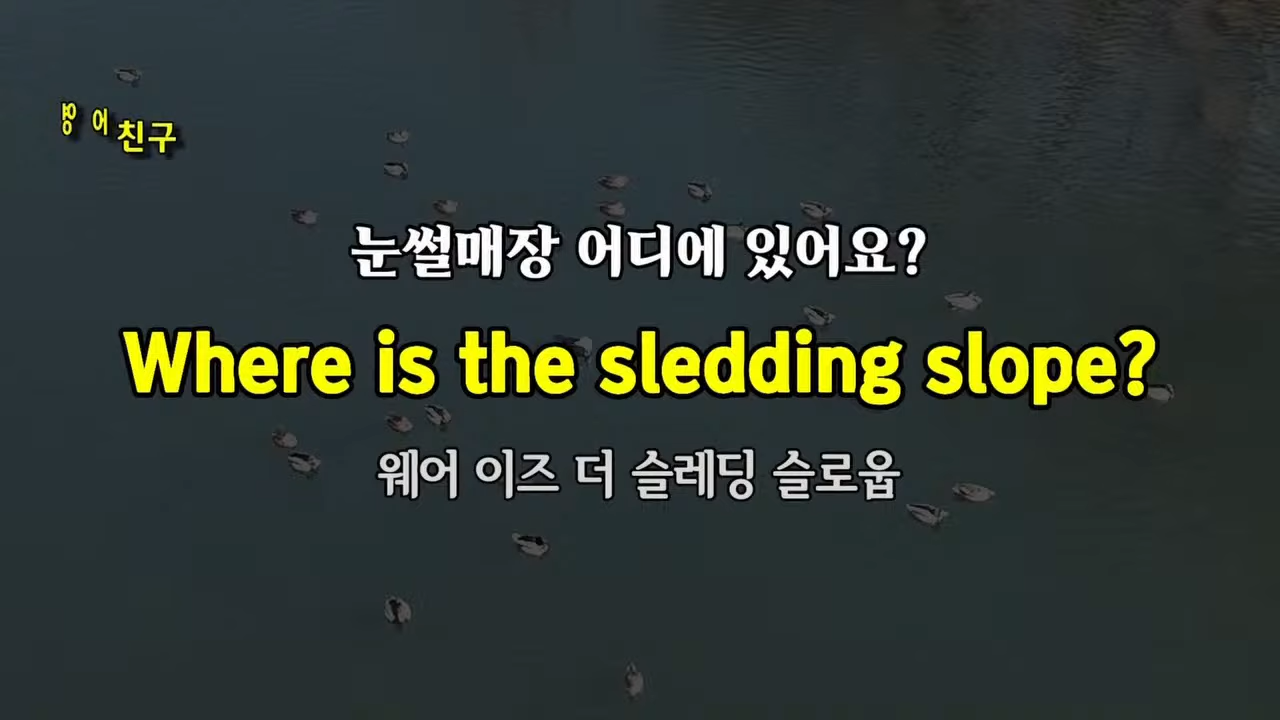 영어친구
눈썰매장 어디에 있어요?
Where is the sledding slope?
웨어 이즈 더 슬레딩 슬로웁